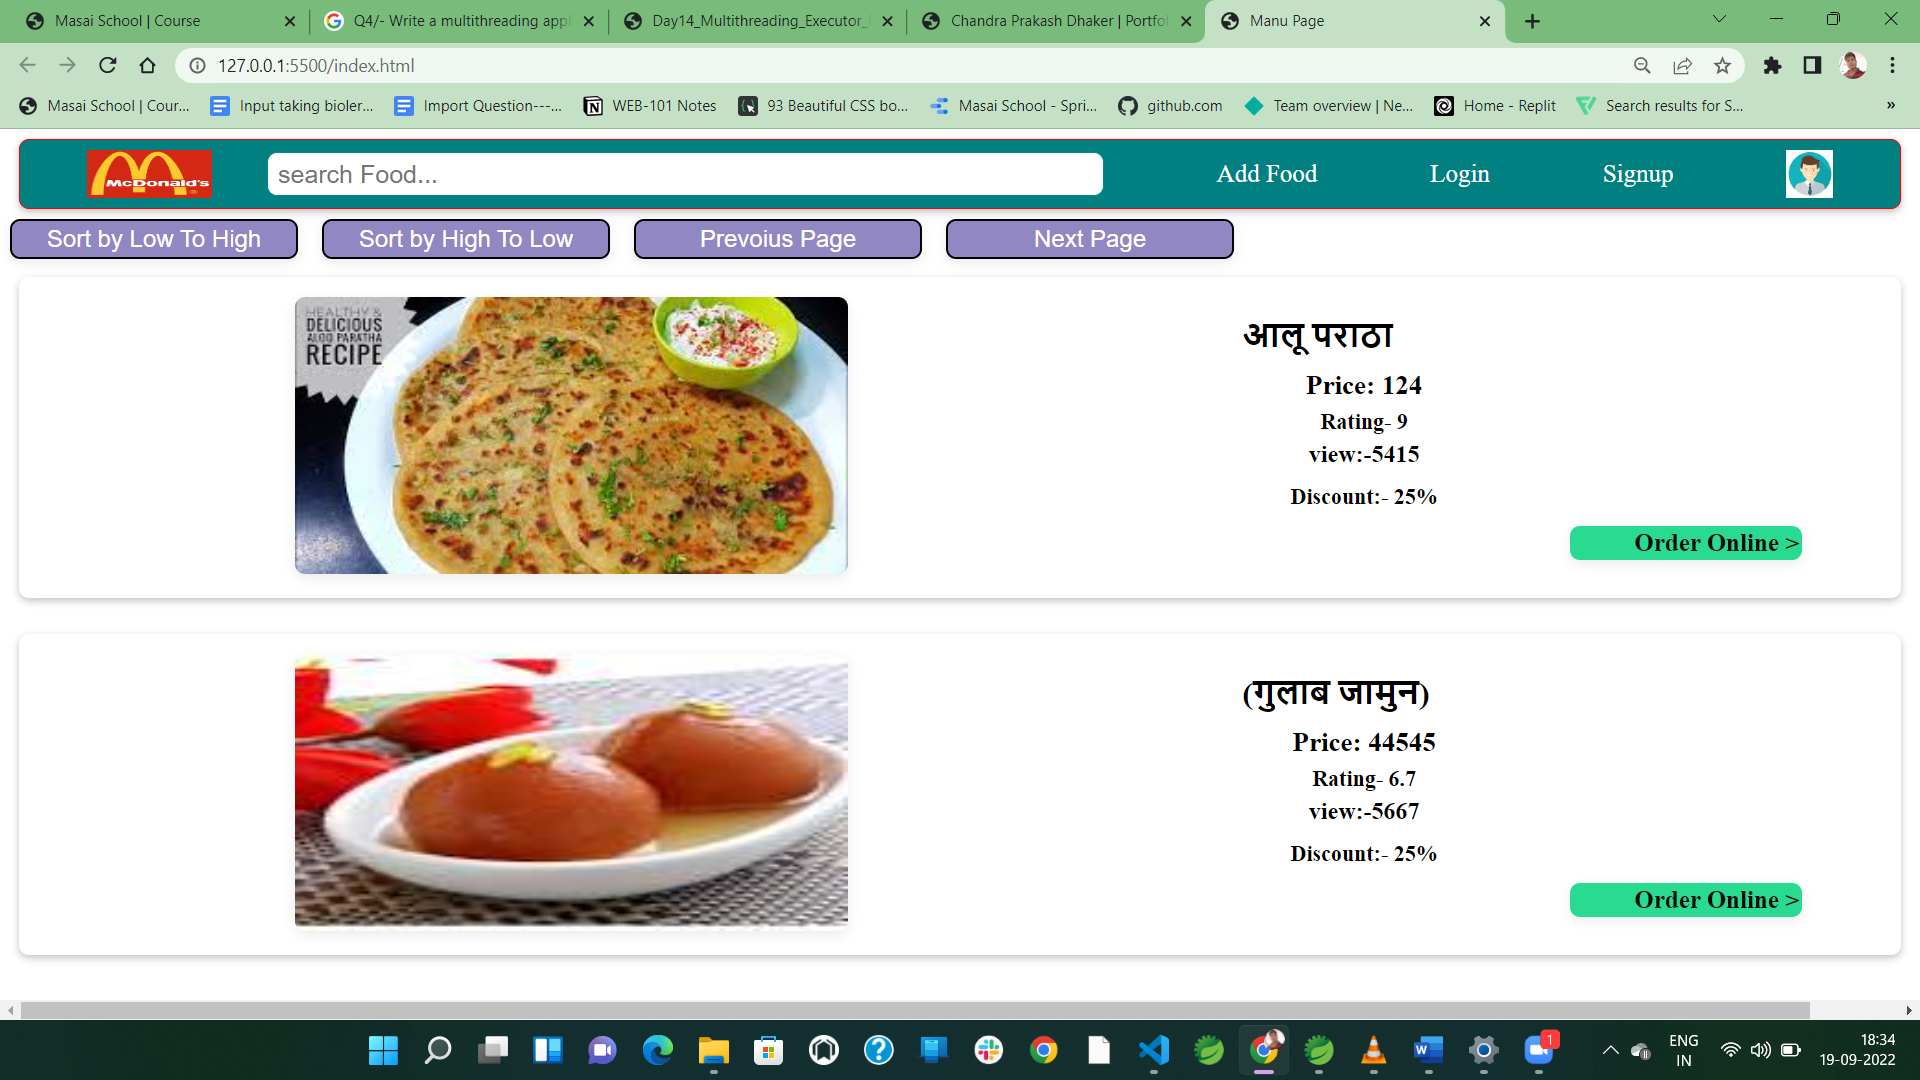 Masai School | Course
Q4/- Write a multithreading appl
Day14_Multithreading_Executor_
Chandra Prakash Dhaker | Portfol
Manu Page
127.0.0.1:5500/index.html
Masai School | Cour...
Input taking bioler...
Import Question---...
WEB-101 Notes
93 Beautiful CSS bo...
Masai School - Spri...
github.com
Team overview | Ne...
Home - Replit
Search results for S...
»
McDonald's
search Food...
Add Food
Login
Signup
Sort by Low To High
Sort by High To Low
Prevoius Page
Next Page
HEALTHY &
DELICIOUS
ALOO PARATHA
RECIPE
आलू पराठा
Price: 124
Rating- 9
view:-5415
Discount:- 25%
Order Online >
(गुलाब जामुन)
Price: 44545
Rating- 6.7
view:-5667
Discount:- 25%
Order Online >
1
ENG
IN
18:34
19-09-2022